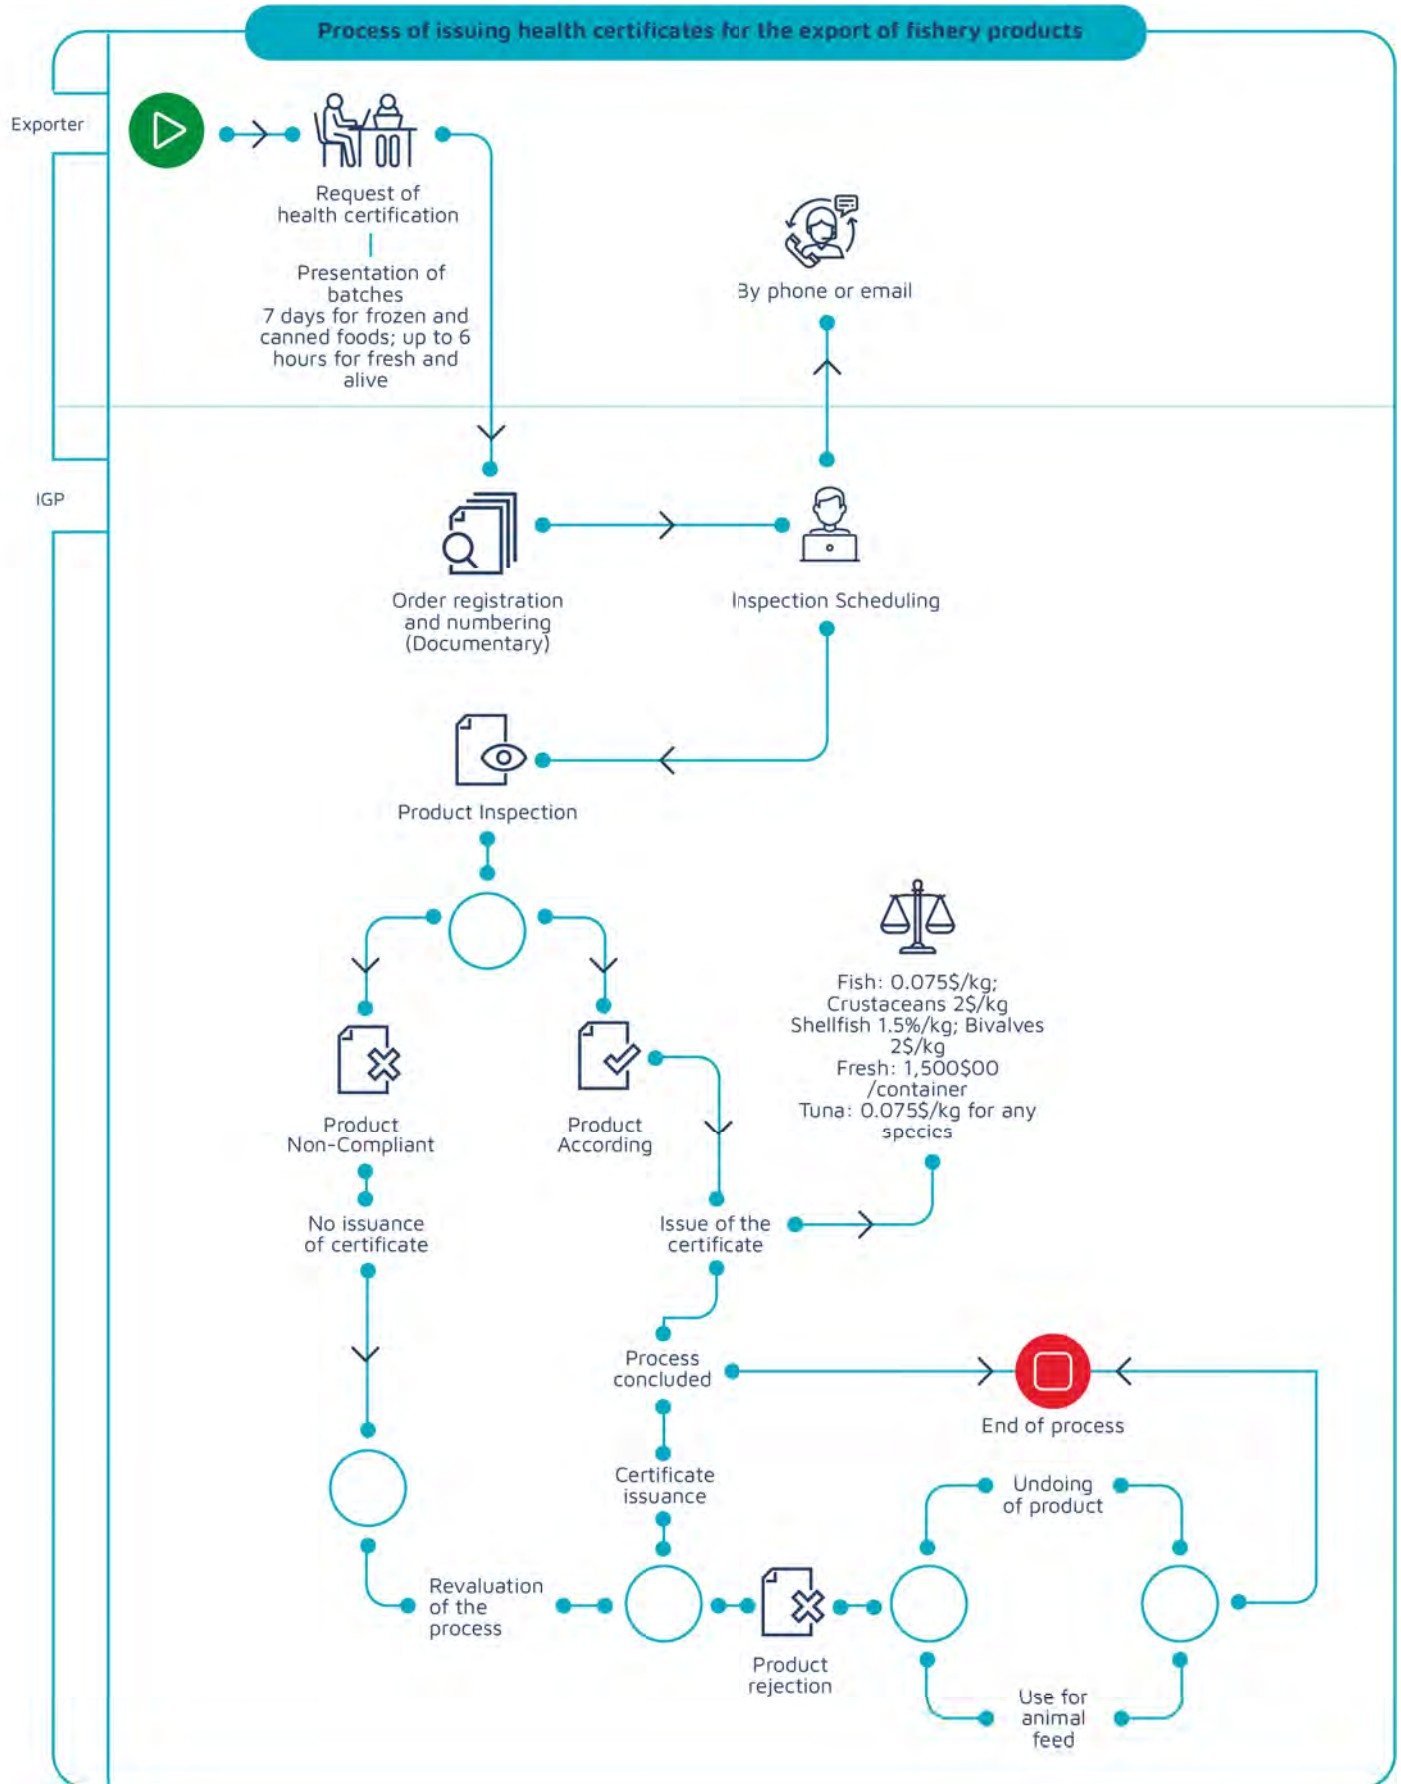 Process of issuing health certificates for the export of fishery products
Exporter
Request of
health certification
Presentation of
batches
7 days for frozen and
canned foods; up to 6
hours for fresh and
alive
By phone or email
IGP
Order registration
and numbering
(Documentary)
Inspection Scheduling
Product Inspection
Fish: 0.075$/kg;
Crustaceans 2$/kg
Shellfish 1.5%/kg; Bivalves
2$/kg
Fresh: 1,500$00
/container
Tuna: 0.075$/kg for any
species
Product
Non-Compliant
Product
According
No issuance
of certificate
Issue of the
certificate
Process
concluded
End of process
Certificate
issuance
Undoing
of product
Revaluation
of the
process
Product
rejection
Use for
animal
feed